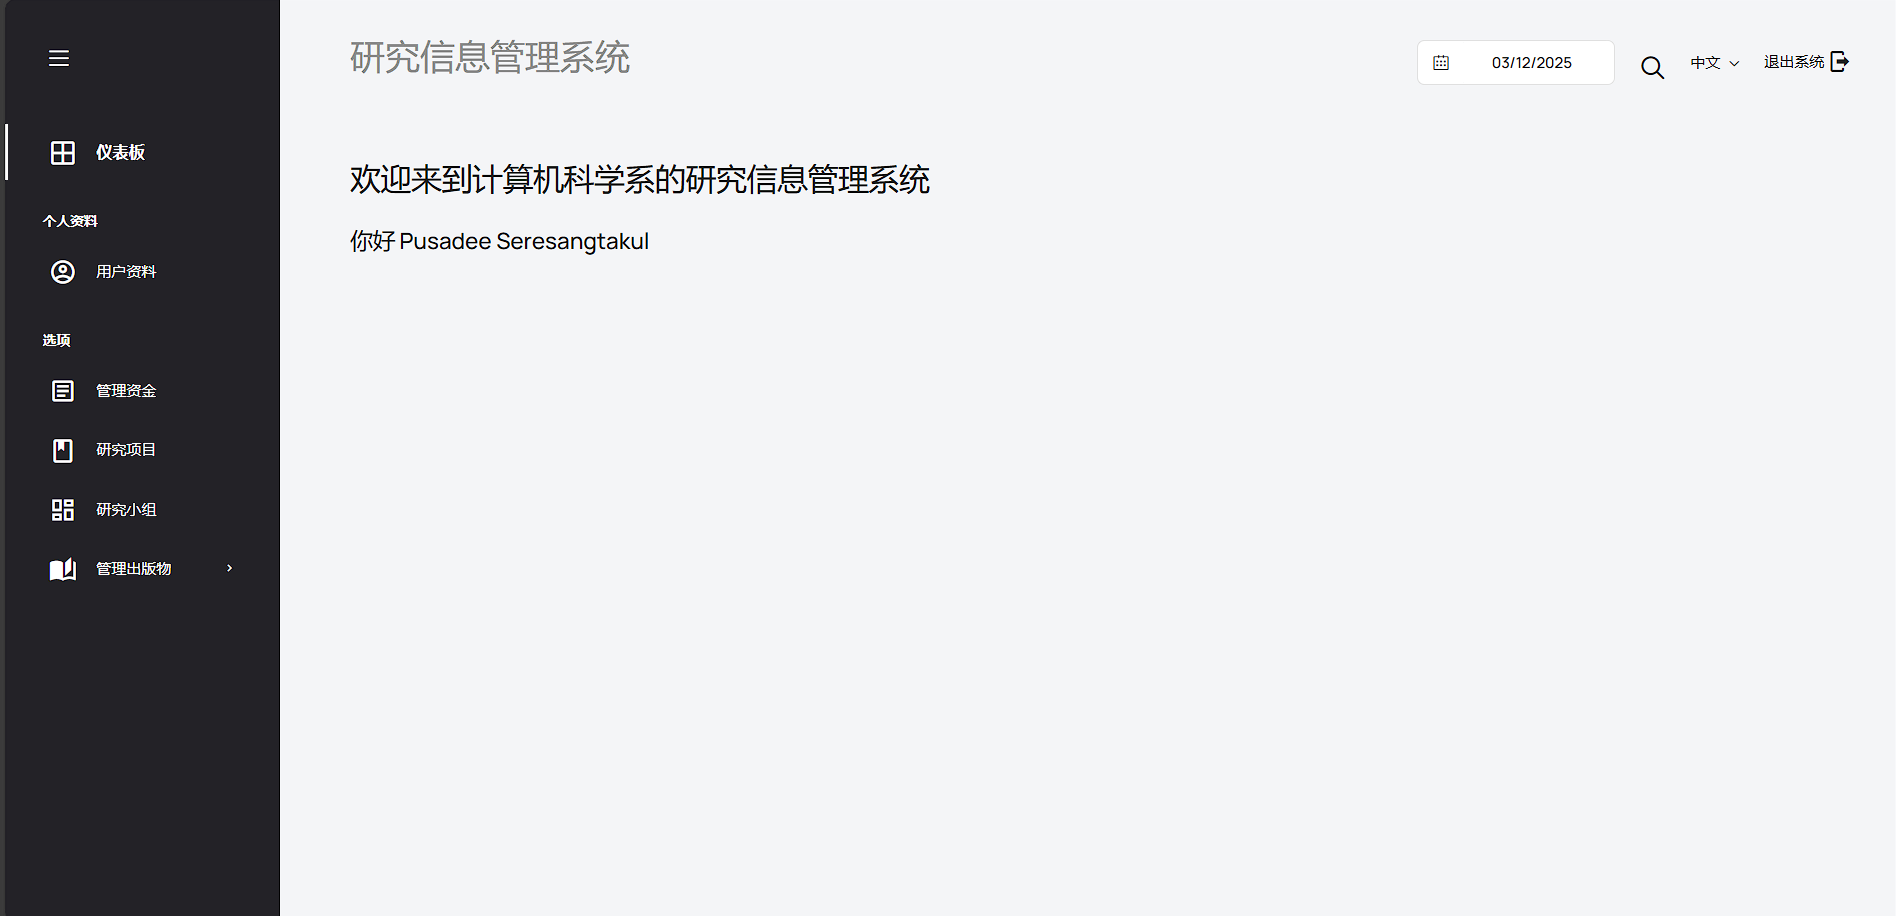 研究信息管理系统
03/12/2025
中文
退出系统
仪表板
个人资料
用户资料
选项
管理资金
研究项目
研究小组
管理出版物
欢迎来到计算机科学系的研究信息管理系统
你好 Pusadee Seresangtakul